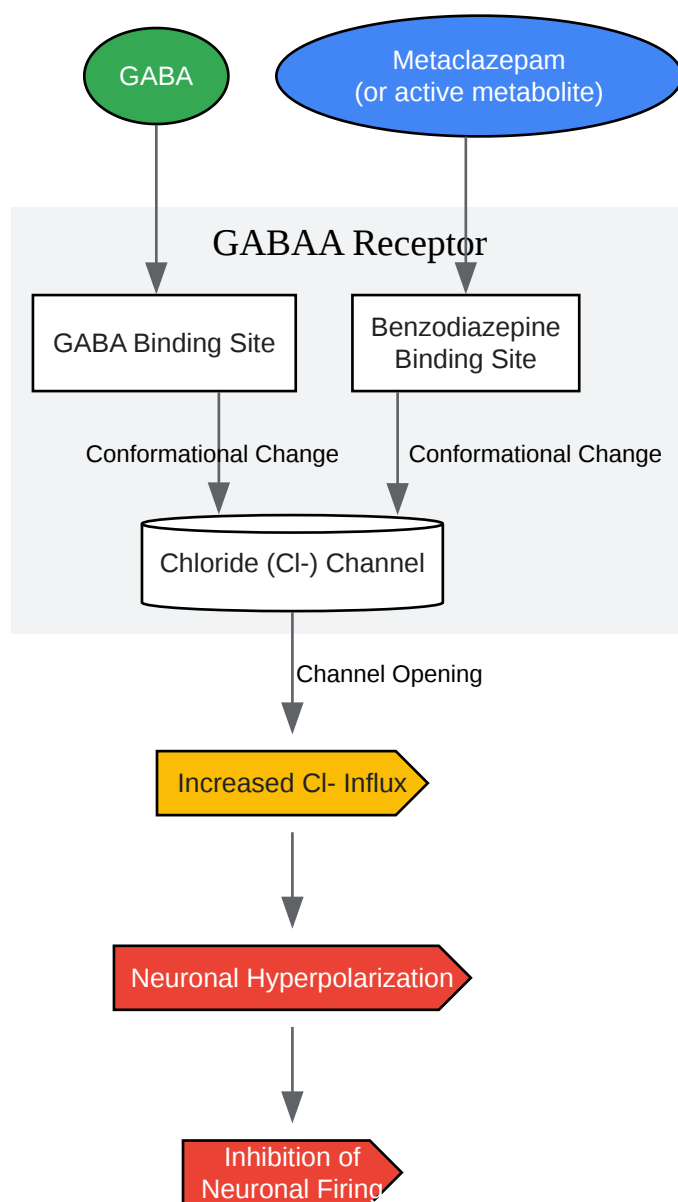 GABA
Metaclazepam
(or active metabolite)
GABAA Receptor
GABA Binding Site
Benzodiazepine
Binding Site
Conformational Change
Conformational Change
Chloride (Cl-) Channel
Channel Opening
Increased Cl- Influx
Neuronal Hyperpolarization
Inhibition of
Neuronal Firing